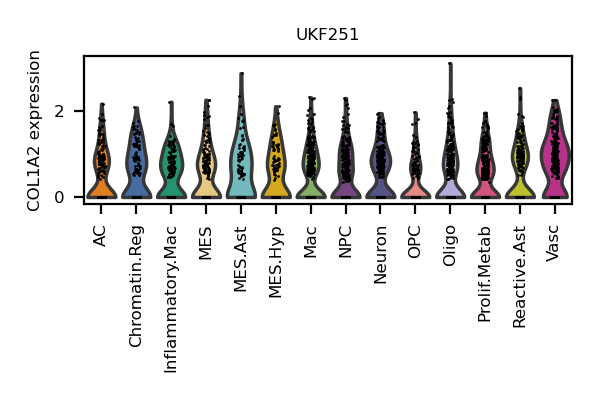 UKF251
COL1A2 expression
2
0
AC
Chromatin.Reg
Inflammatory.Mac
MES
MES.Ast
MES.Hyp
Mac
NPC
Neuron
OPC
Oligo
Prolif.Metab
Reactive.Ast
Vasc